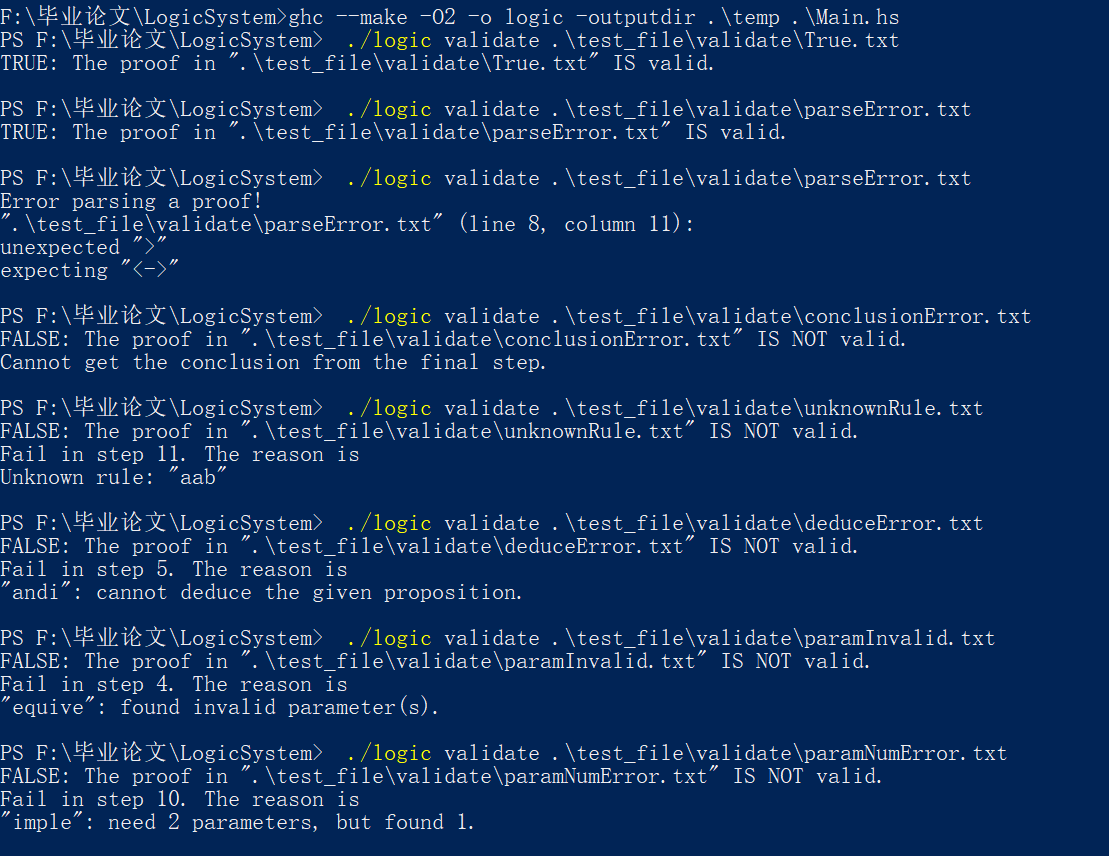 F:\毕业论文\LogicSystem>ghc --make -O2 -o logic -outputdir .\temp .\Main.hs
PS F:\毕业论文\LogicSystem> ./logic validate .\test_file\validate\True.txt
TRUE: The proof in ".\test_file\validate\True.txt" IS valid.
PS F:\毕业论文\LogicSystem> ./logic validate .\test_file\validate\parseError.txt
TRUE: The proof in ".\test_file\validate\parseError.txt" IS valid.
PS F:\毕业论文\LogicSystem> ./logic validate .\test_file\validate\parseError.txt
Error parsing a proof!
".\test_file\validate\parseError.txt" (line 8, column 11):
unexpected ">"
expecting "<->"
PS F:\毕业论文\LogicSystem> ./logic validate .\test_file\validate\conclusionError.txt
FALSE: The proof in ".\test_file\validate\conclusionError.txt" IS NOT valid.
Cannot get the conclusion from the final step.
PS F:\毕业论文\LogicSystem> ./logic validate .\test_file\validate\unknownRule.txt
FALSE: The proof in ".\test_file\validate\unknownRule.txt" IS NOT valid.
Fail in step 11. The reason is
Unknown rule: "aab"
PS F:\毕业论文\LogicSystem> ./logic validate .\test_file\validate\deduceError.txt
FALSE: The proof in ".\test_file\validate\deduceError.txt" IS NOT valid.
Fail in step 5. The reason is
"andi": cannot deduce the given proposition.
PS F:\毕业论文\LogicSystem> ./logic validate .\test_file\validate\paramInvalid.txt
FALSE: The proof in ".\test_file\validate\paramInvalid.txt" IS NOT valid.
Fail in step 4. The reason is
"equive": found invalid parameter(s).
PS F:\毕业论文\LogicSystem> ./logic validate .\test_file\validate\paramNumError.txt
FALSE: The proof in ".\test_file\validate\paramNumError.txt" IS NOT valid.
Fail in step 10. The reason is
"imple": need 2 parameters, but found 1.